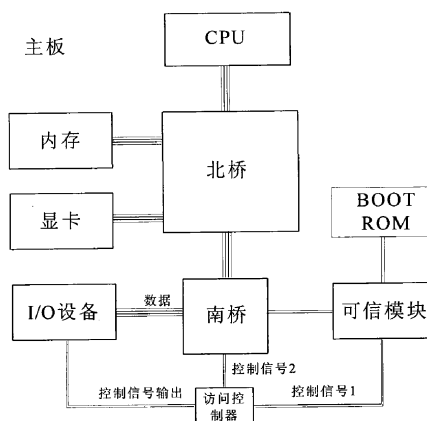 CPU
主板
内存
北桥
显卡
BOOT
ROM
I/O设备
数据
南桥
可信模块
控制信号2
控制信号输出
访问控
制器
控制信号1